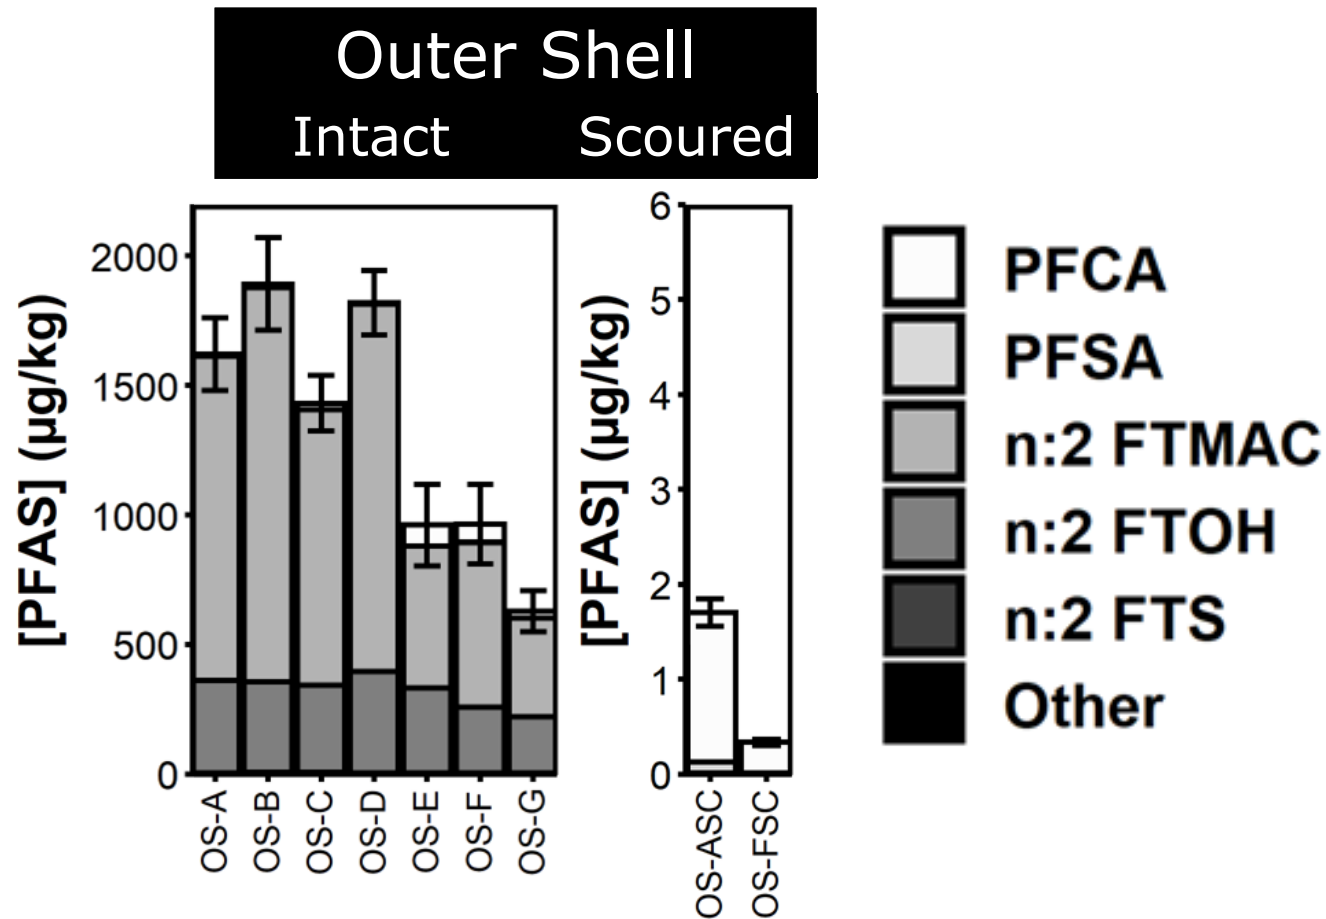 Outer Shell
Intact Scoured
[PFAS] (µg/kg)
2000
1500
1000
500
0
OS-A
OS-B
OS-C
OS-D
OS-E
OS-F
OS-G
[PFAS] (µg/kg)
6
5
4
3
2
1
0
OS-ASC
OS-FSC
PFCA
PFSA
n:2 FTMAC
n:2 FTOH
n:2 FTS
Other